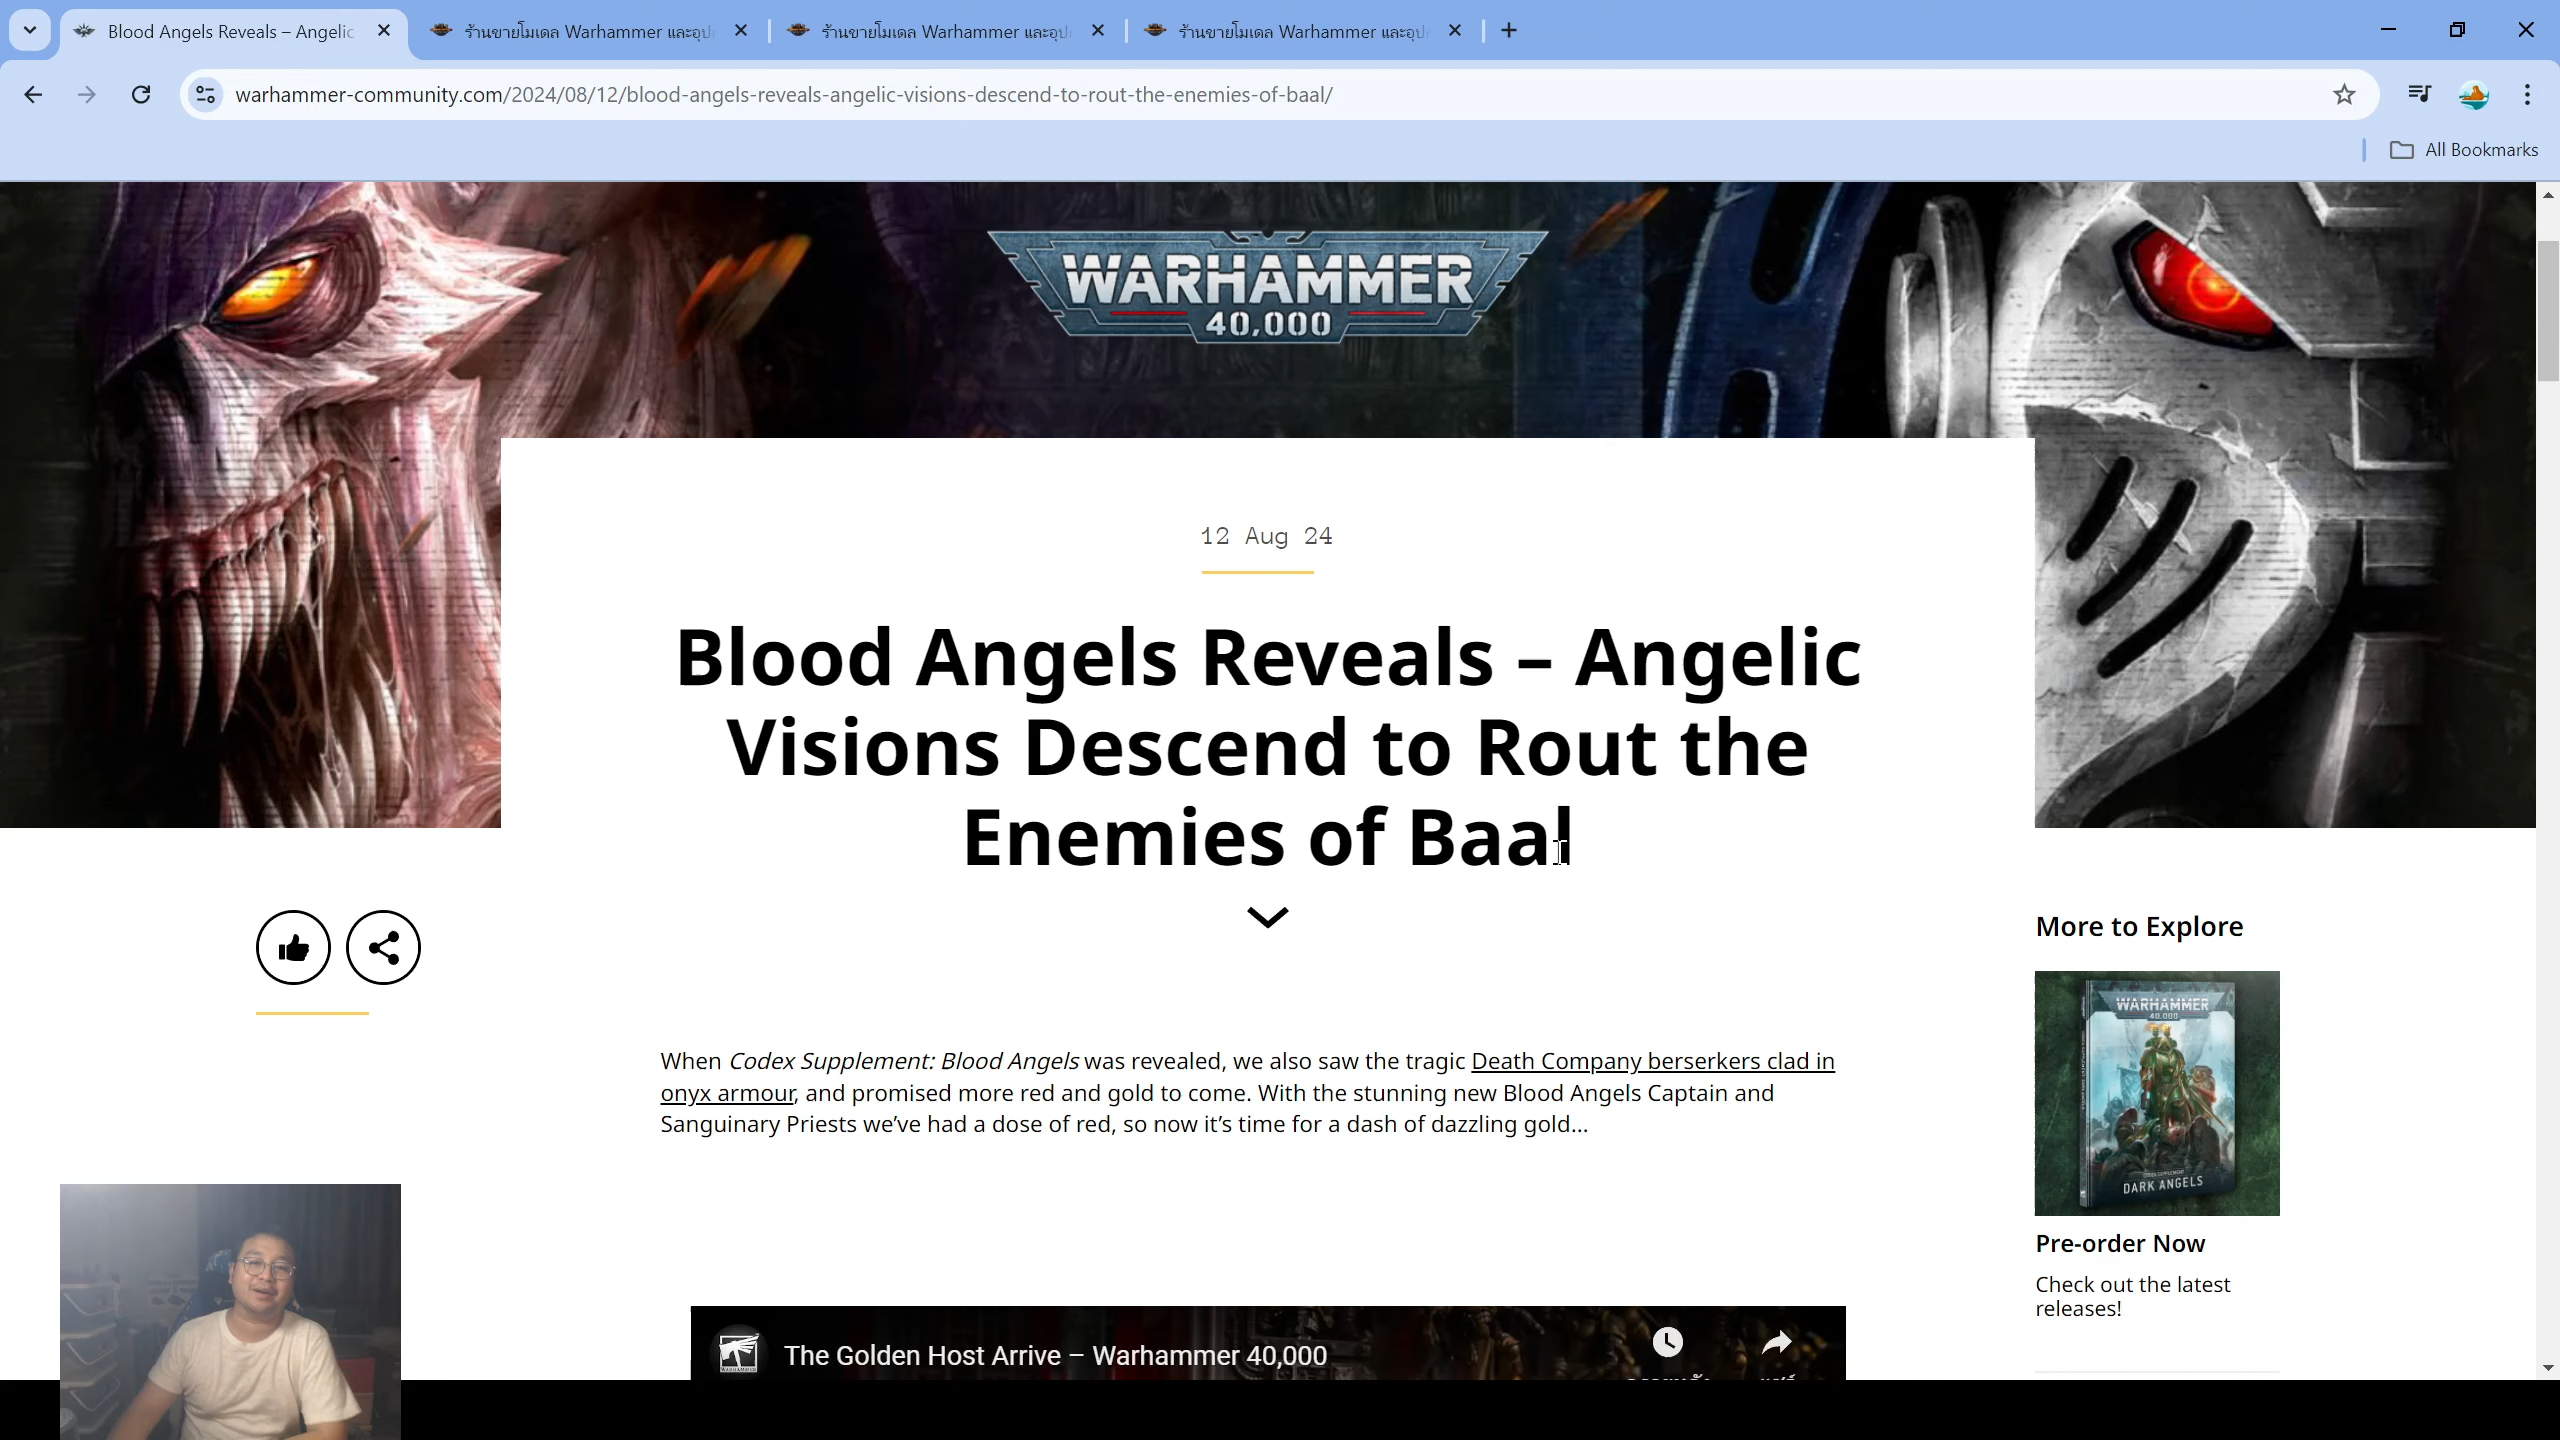 Blood Angels Reveals – Angelic
ร้านขายโมเดล Warhammer และอุป
ร้านขายโมเดล Warhammer และอุป
ร้านขายโมเดล Warhammer และอุป
warhammer-community.com/2024/08/12/blood-angels-reveals-angelic-visions-descend-to-rout-the-enemies-of-baal/
All Bookmarks
WARHAMMER
40,000
12 Aug 24
Blood Angels Reveals – Angelic
Visions Descend to Rout the
Enemies of Baal
When Codex Supplement: Blood Angels was revealed, we also saw the tragic Death Company berserkers clad in
onyx armour, and promised more red and gold to come. With the stunning new Blood Angels Captain and
Sanguinary Priests we’ve had a dose of red, so now it’s time for a dash of dazzling gold…
More to Explore
WARHAMMER
40,000
CODEX SUPPLEMENT
DARK ANGELS
Pre-order Now
Check out the latest
releases!
The Golden Host Arrive – Warhammer 40,000